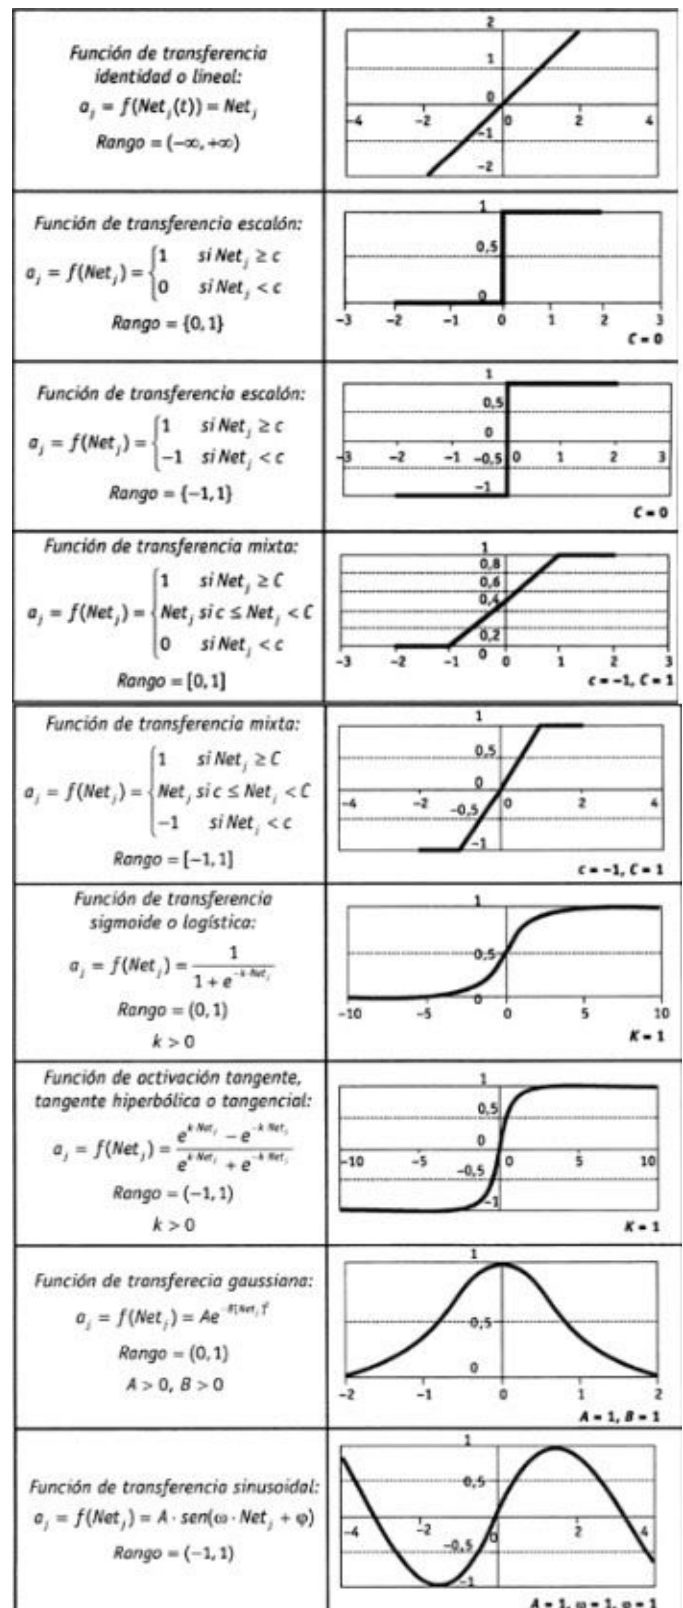 Función de transferencia
identidad o lineal:
a_j = f(Net_j(t)) = Net_j
Rango = (−∞, +∞)
2
1
0
−4 −2 0 2 4
−1
−2
Función de transferencia escalón:
a_j = f(Net_j) = {1 si Net_j ≥ c
0 si Net_j < c
Rango = {0, 1}
1
0,5
0
−3 −2 −1 0 1 2 3
C = 0
Función de transferencia escalón:
a_j = f(Net_j) = {1 si Net_j ≥ c
−1 si Net_j < c
Rango = {−1, 1}
1
0,5
0
−3 −2 −1 −0,5 0 1 2 3
−1
C = 0
Función de transferencia mixta:
a_j = f(Net_j) = {1 si Net_j ≥ C
Net_j si c ≤ Net_j < C
0 si Net_j < c
Rango = [0, 1]
1
0,8
0,6
0,4
0,2
0
−3 −2 −1 0 1 2 3
c = −1, C = 1
Función de transferencia mixta:
a_j = f(Net_j) = {1 si Net_j ≥ C
Net_j si c ≤ Net_j < C
−1 si Net_j < c
Rango = [−1, 1]
1
0,5
0
−4 −2 0 2 4
−0,5
−1
c = −1, C = 1
Función de transferencia
sigmoide o logística:
a_j = f(Net_j) = 1 / (1 + e^(−k·Net_j))
Rango = (0, 1)
k > 0
1
0,5
0
−10 −5 0 5 10
K = 1
Función de activación tangente,
tangente hiperbólica o tangencial:
a_j = f(Net_j) = (e^(k·Net_j) − e^(−k·Net_j)) / (e^(k·Net_j) + e^(−k·Net_j))
Rango = (−1, 1)
k > 0
1
0,5
0
−10 −5 0 5 10
−0,5
−1
K = 1
Función de transferecia gaussiana:
a_j = f(Net_j) = Ae^(−B[Net_j]²)
Rango = (0, 1)
A > 0, B > 0
1
0,5
0
−2 −1 0 1 2
A = 1, B = 1
Función de transferencia sinusoidal:
a_j = f(Net_j) = A · sen(ω · Net_j + φ)
Rango = (−1, 1)
1
0,5
−4 −2 0 2 4
−0,5
−1
A = 1, φ = 1, φ = 1